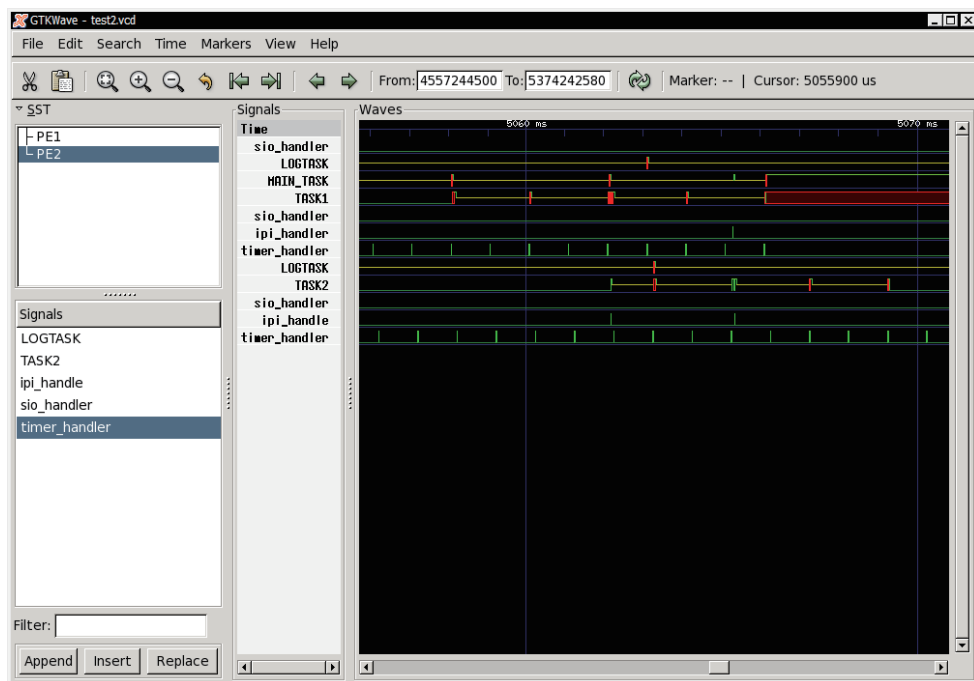 GTKWave - test2.vcd
File Edit Search Time Markers View Help
From: 4557244500 To: 5374242580 Marker: -- | Cursor: 5055900 us
SST
PE1
PE2
Signals
LOGTASK
TASK2
ipi_handle
sio_handler
timer_handler
Filter:
Append Insert Replace
Signals
Time
sio_handler
LOGTASK
MAIN_TASK
TASK1
sio_handler
ipi_handler
timer_handler
LOGTASK
TASK2
sio_handler
ipi_handle
timer_handler
Waves
5060 ms 5070 ms